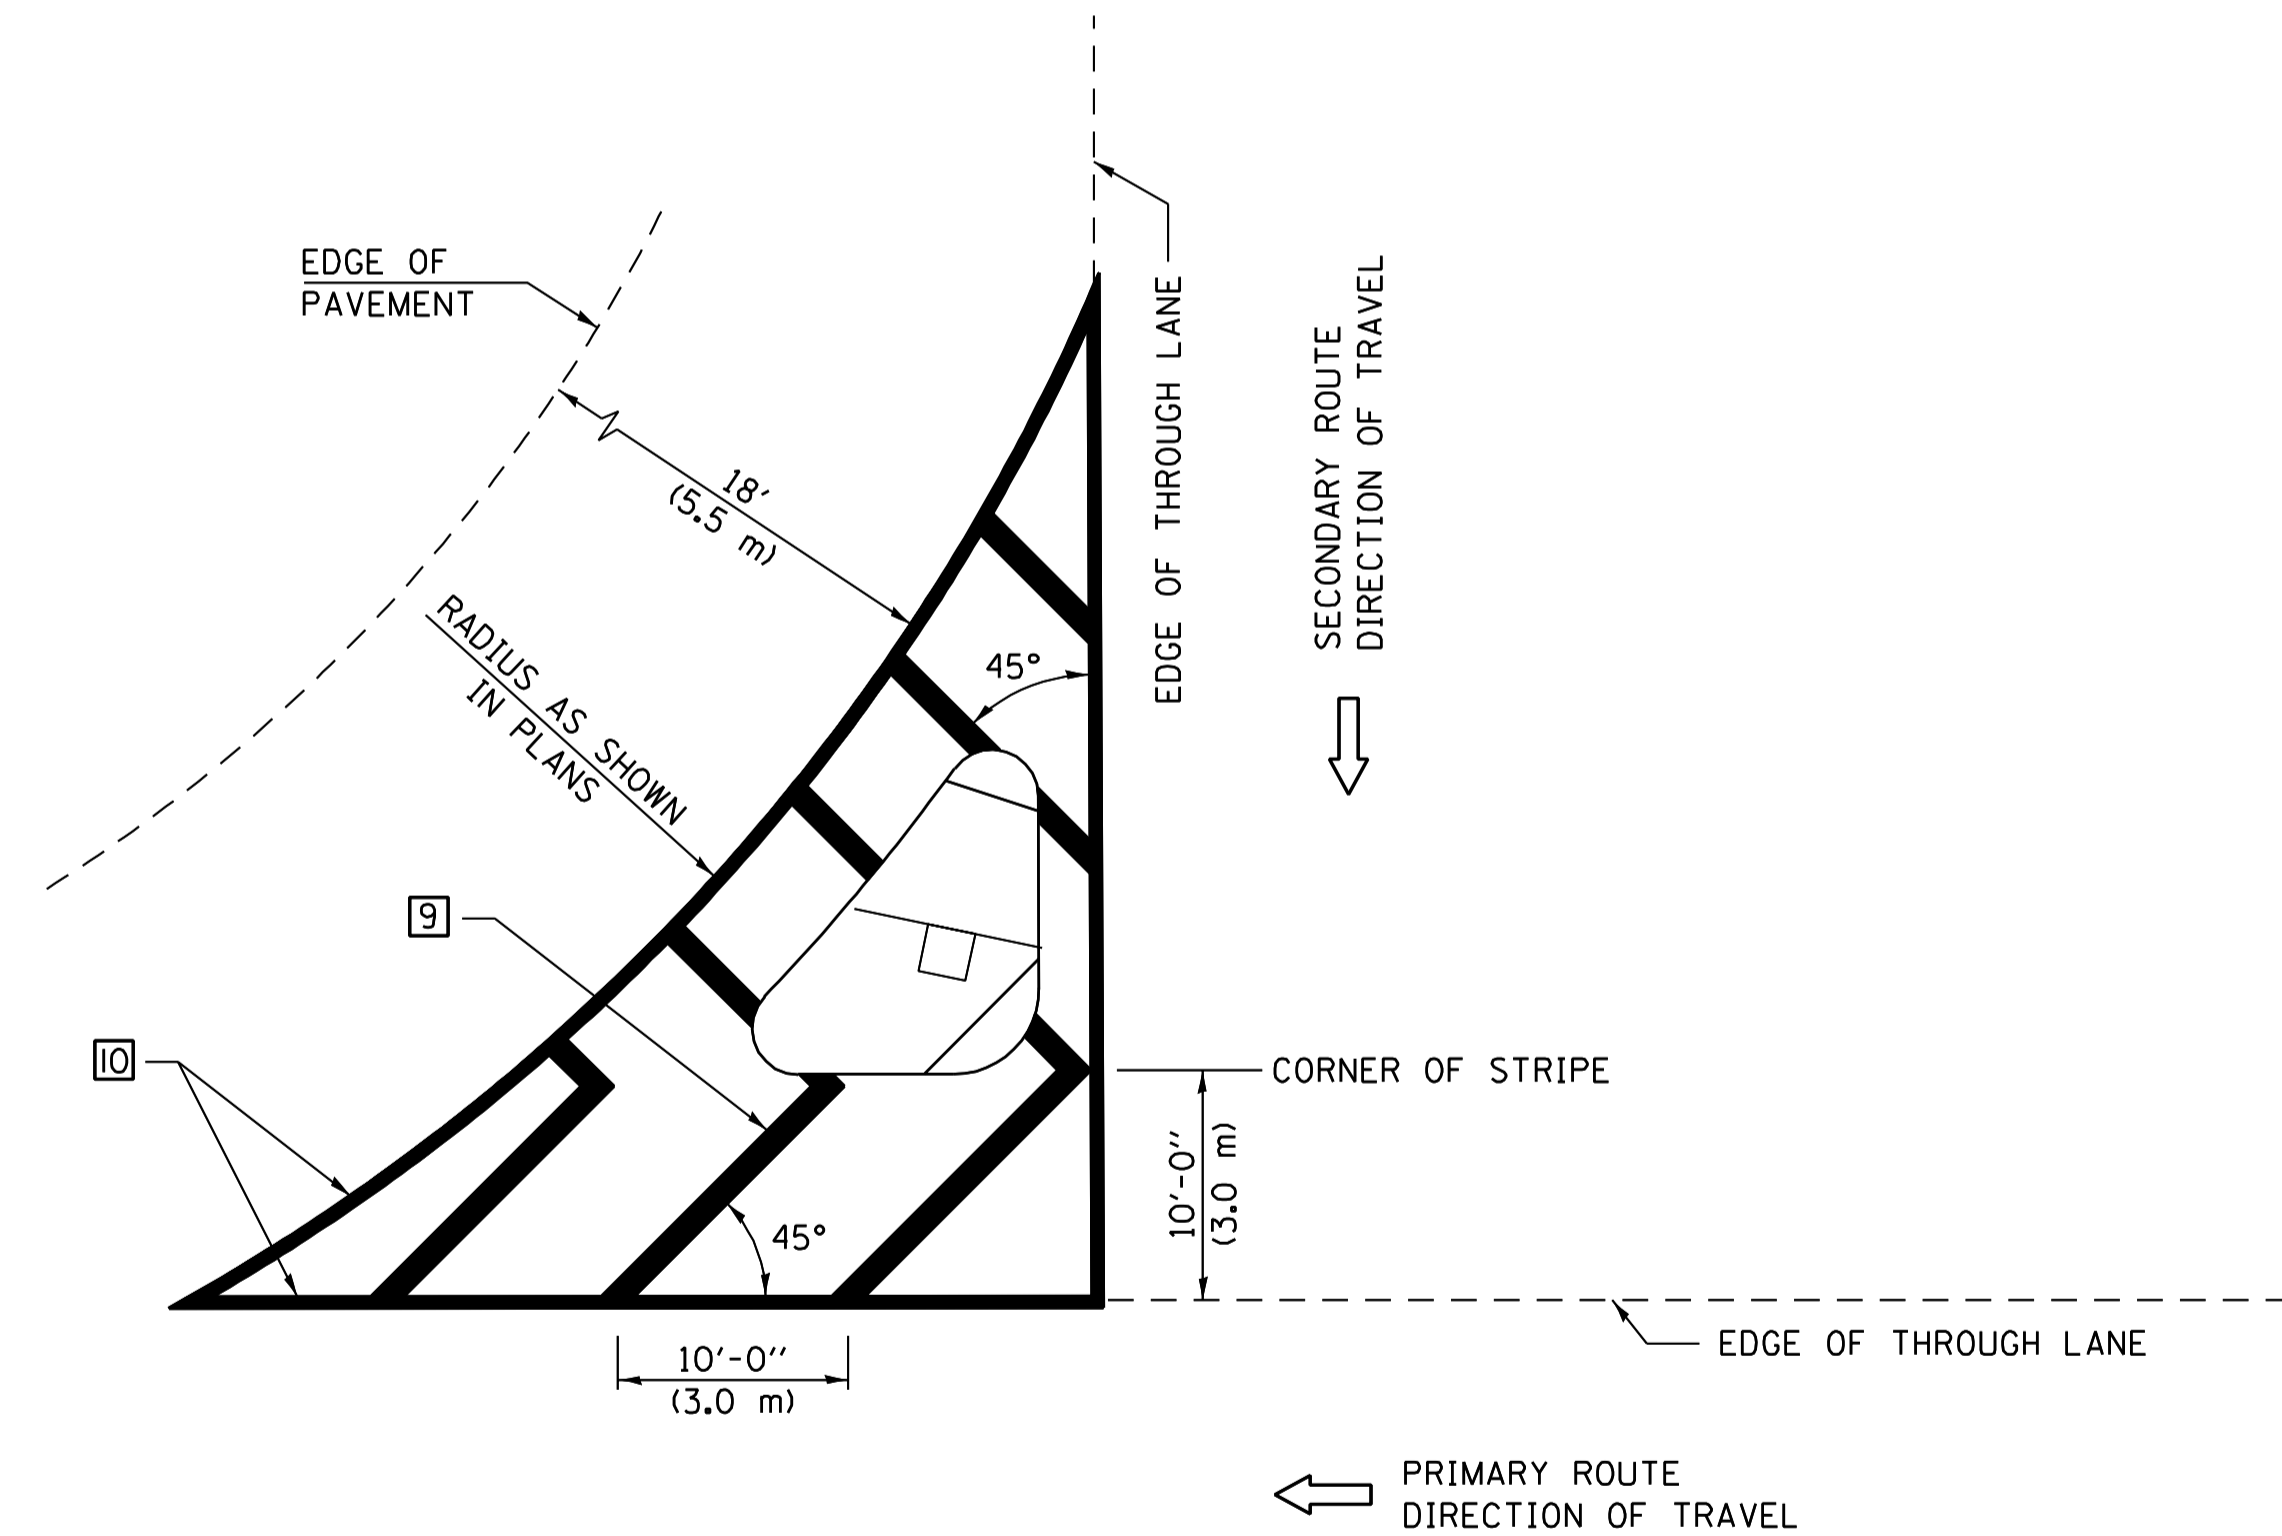 EDGE OF
PAVEMENT
18'
(5.5 m)
RADIUS AS SHOWN
IN PLANS
45°
EDGE OF THROUGH LANE
SECONDARY ROUTE
DIRECTION OF TRAVEL
9
10
CORNER OF STRIPE
10'-0"
(3.0 m)
45°
EDGE OF THROUGH LANE
10'-0"
(3.0 m)
PRIMARY ROUTE
DIRECTION OF TRAVEL